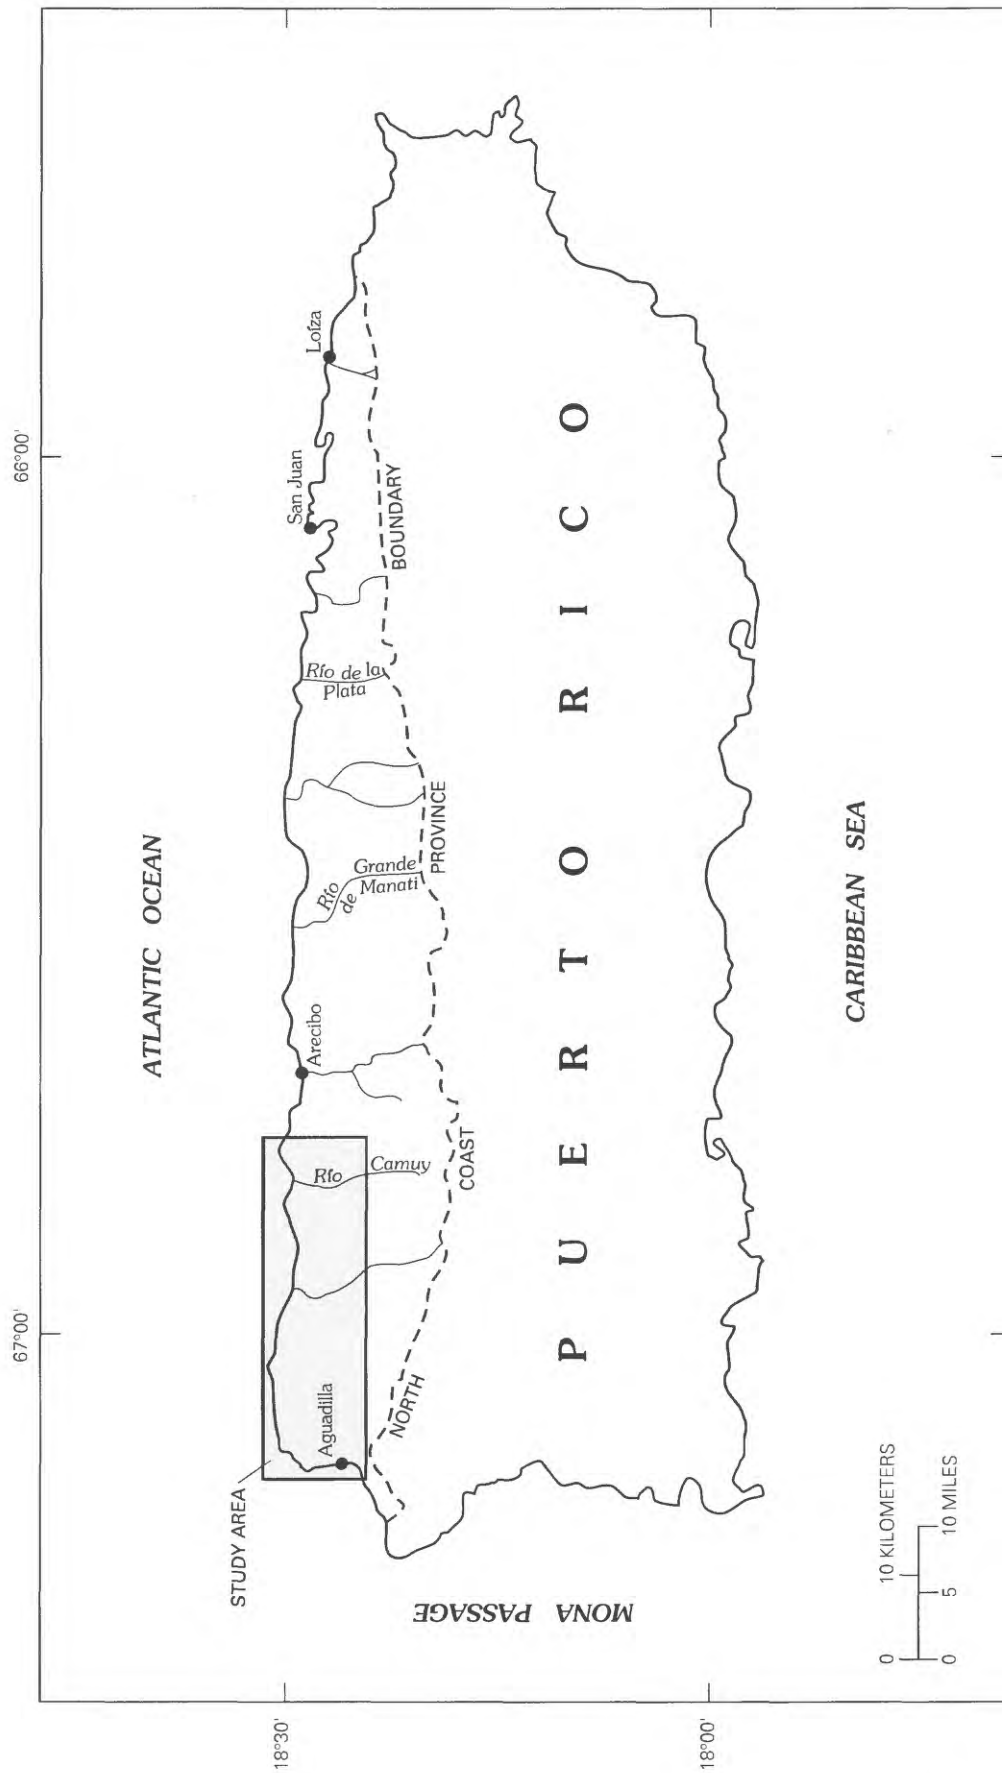 67°00'
66°00'
18°30'
18°00'
ATLANTIC OCEAN
STUDY AREA
Aguadilla
Arecibo
San Juan
Loíza
Río
Camuy
Río
de
Grande
Manati
Río de la
Plata
NORTH
COAST
PROVINCE
BOUNDARY
PUERTO RICO
MONA PASSAGE
CARIBBEAN SEA
0 10 KILOMETERS
0 5 10 MILES